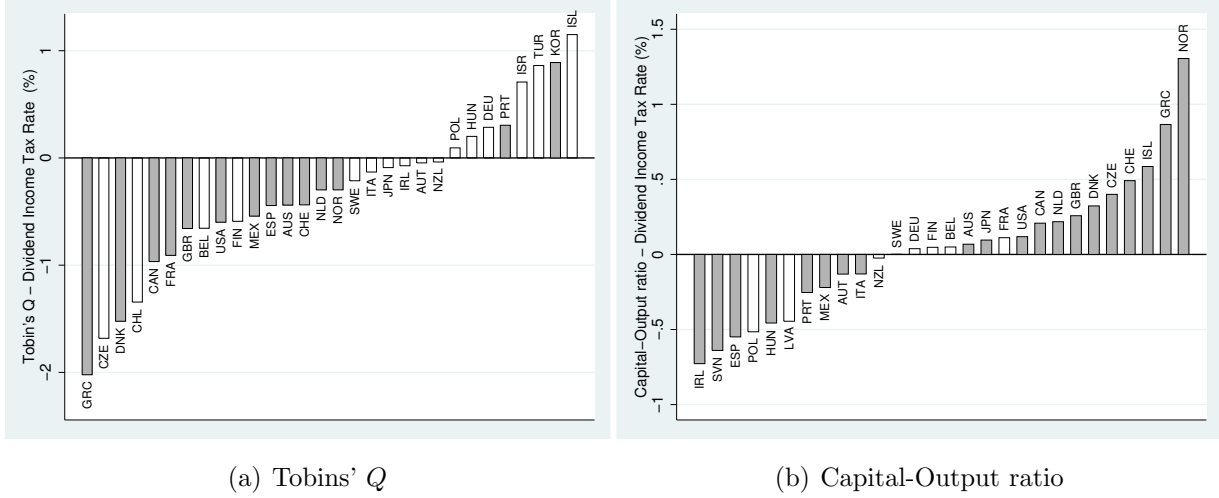 Tobin's Q – Dividend Income Tax Rate (%)
1
0
−1
−2
GRC
CZE
DNK
CHL
CAN
FRA
GBR
BEL
USA
FIN
MEX
ESP
AUS
CHE
NLD
NOR
SWE
ITA
JPN
IRL
AUT
NZL
POL
HUN
DEU
PRT
ISR
TUR
KOR
ISL
(a) Tobins' Q
Capital−Output ratio – Dividend Income Tax Rate (%)
1.5
1
.5
0
−.5
−1
IRL
SVN
ESP
POL
HUN
LVA
PRT
MEX
AUT
ITA
NZL
SWE
DEU
FIN
BEL
AUS
JPN
FRA
USA
CAN
NLD
GBR
DNK
CZE
CHE
ISL
GRC
NOR
(b) Capital-Output ratio